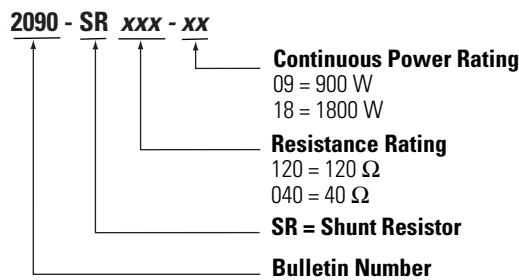 2090 - SR xxx - xx
Continuous Power Rating
09 = 900 W
18 = 1800 W
Resistance Rating
120 = 120 Ω
040 = 40 Ω
SR = Shunt Resistor
Bulletin Number